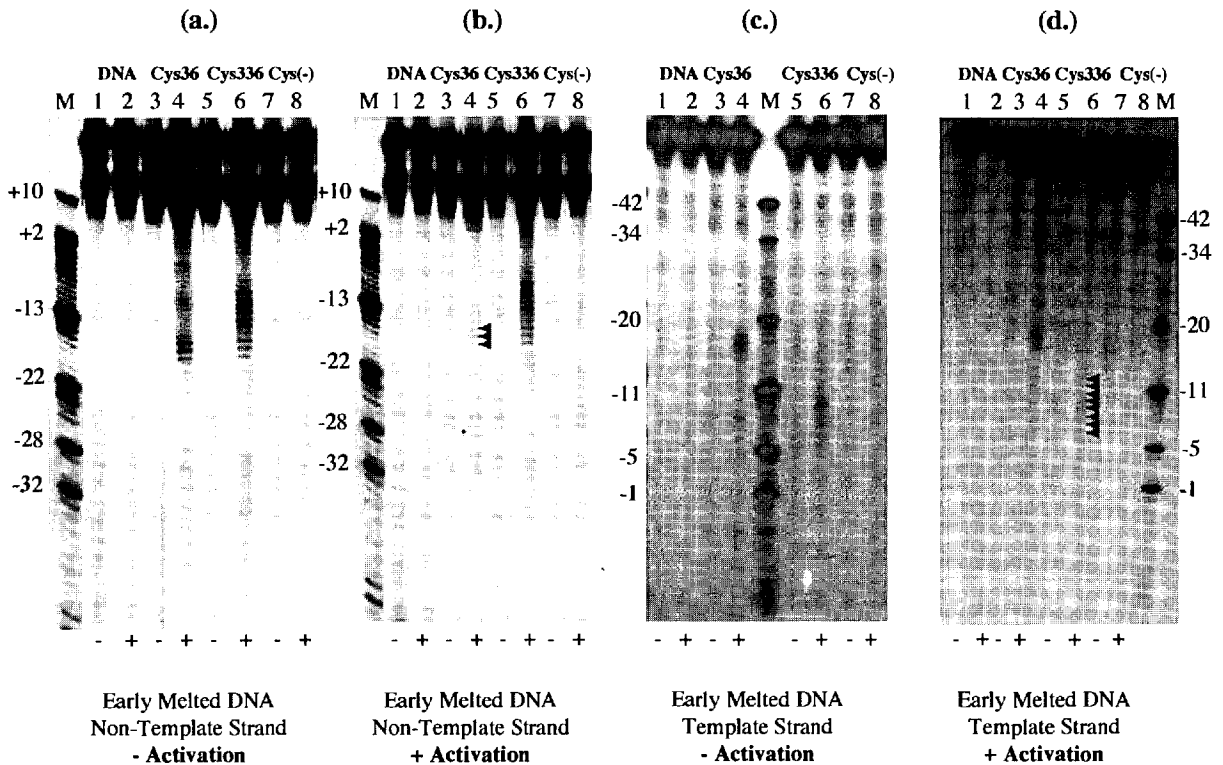 (a.)
DNA Cys36 Cys336 Cys(-)
M 1 2 3 4 5 6 7 8
+10
+2
-13
-22
-28
-32
- + - + - + - +
Early Melted DNA
Non-Template Strand
- Activation
(b.)
DNA Cys36 Cys336 Cys(-)
M 1 2 3 4 5 6 7 8
+10
+2
-13
-22
-28
-32
- + - + - + - +
Early Melted DNA
Non-Template Strand
+ Activation
(c.)
DNA Cys36 Cys336 Cys(-)
1 2 3 4 M 5 6 7 8
-42
-34
-20
-11
-5
-1
- + - + - + - +
Early Melted DNA
Template Strand
- Activation
(d.)
DNA Cys36 Cys336 Cys(-)
1 2 3 4 5 6 7 8 M
-42
-34
-20
-11
-5
-1
- + + - + - +
Early Melted DNA
Template Strand
+ Activation